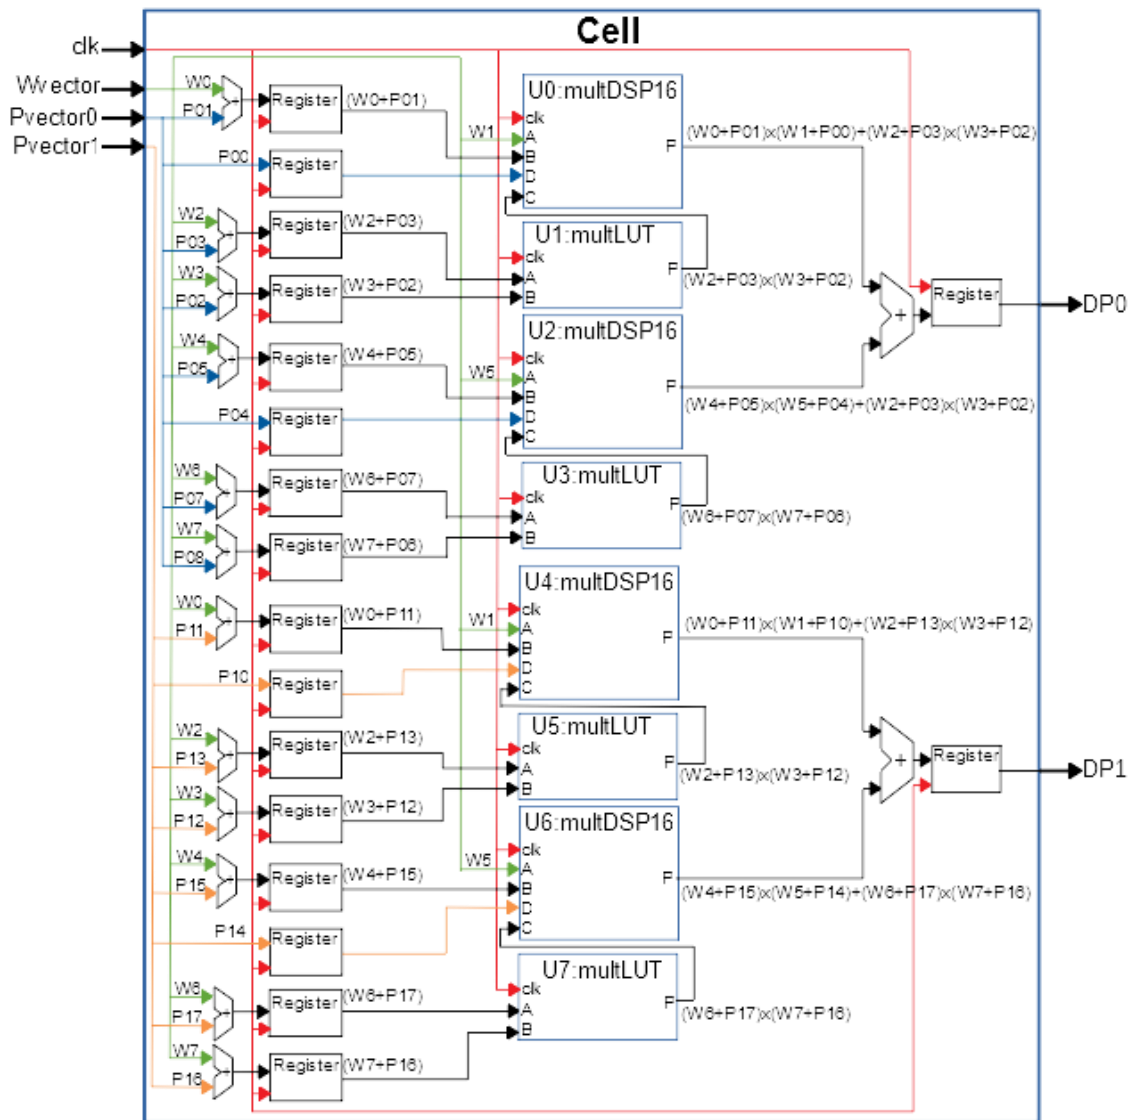 Cell
clk
Wvector
Pvector0
Pvector1
W0
P01
Register
(W0+P01)
P00
Register
W2
P03
Register
(W2+P03)
W3
P02
Register
(W3+P02)
W4
P05
Register
(W4+P05)
P04
Register
W6
P07
Register
(W6+P07)
W7
P08
Register
(W7+P06)
W0
P11
Register
(W0+P11)
P10
Register
W2
P13
Register
(W2+P13)
W3
P12
Register
(W3+P12)
W4
P15
Register
(W4+P15)
P14
Register
W6
P17
Register
(W6+P17)
W7
P16
Register
(W7+P16)
U0:multDSP16
clk
W1
A
B
D
C
P
(W0+P01)x(W1+P00)+(W2+P03)x(W3+P02)
U1:multLUT
clk
A
B
P
(W2+P03)x(W3+P02)
U2:multDSP16
clk
W5
A
B
D
C
P
(W4+P05)x(W5+P04)+(W2+P03)x(W3+P02)
U3:multLUT
clk
A
B
P
(W6+P07)x(W7+P06)
+
Register
DP0
U4:multDSP16
clk
W1
A
B
D
C
P
(W0+P11)x(W1+P10)+(W2+P13)x(W3+P12)
U5:multLUT
clk
A
B
P
(W2+P13)x(W3+P12)
U6:multDSP16
clk
W5
A
B
D
C
P
(W4+P15)x(W5+P14)+(W6+P17)x(W7+P16)
U7:multLUT
clk
A
B
P
(W6+P17)x(W7+P16)
+
Register
DP1